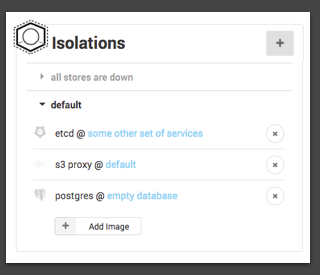 Isolations
all stores are down
default
etcd @ some other set of services
s3 proxy @ default
postgres @ empty database
+ Add Image